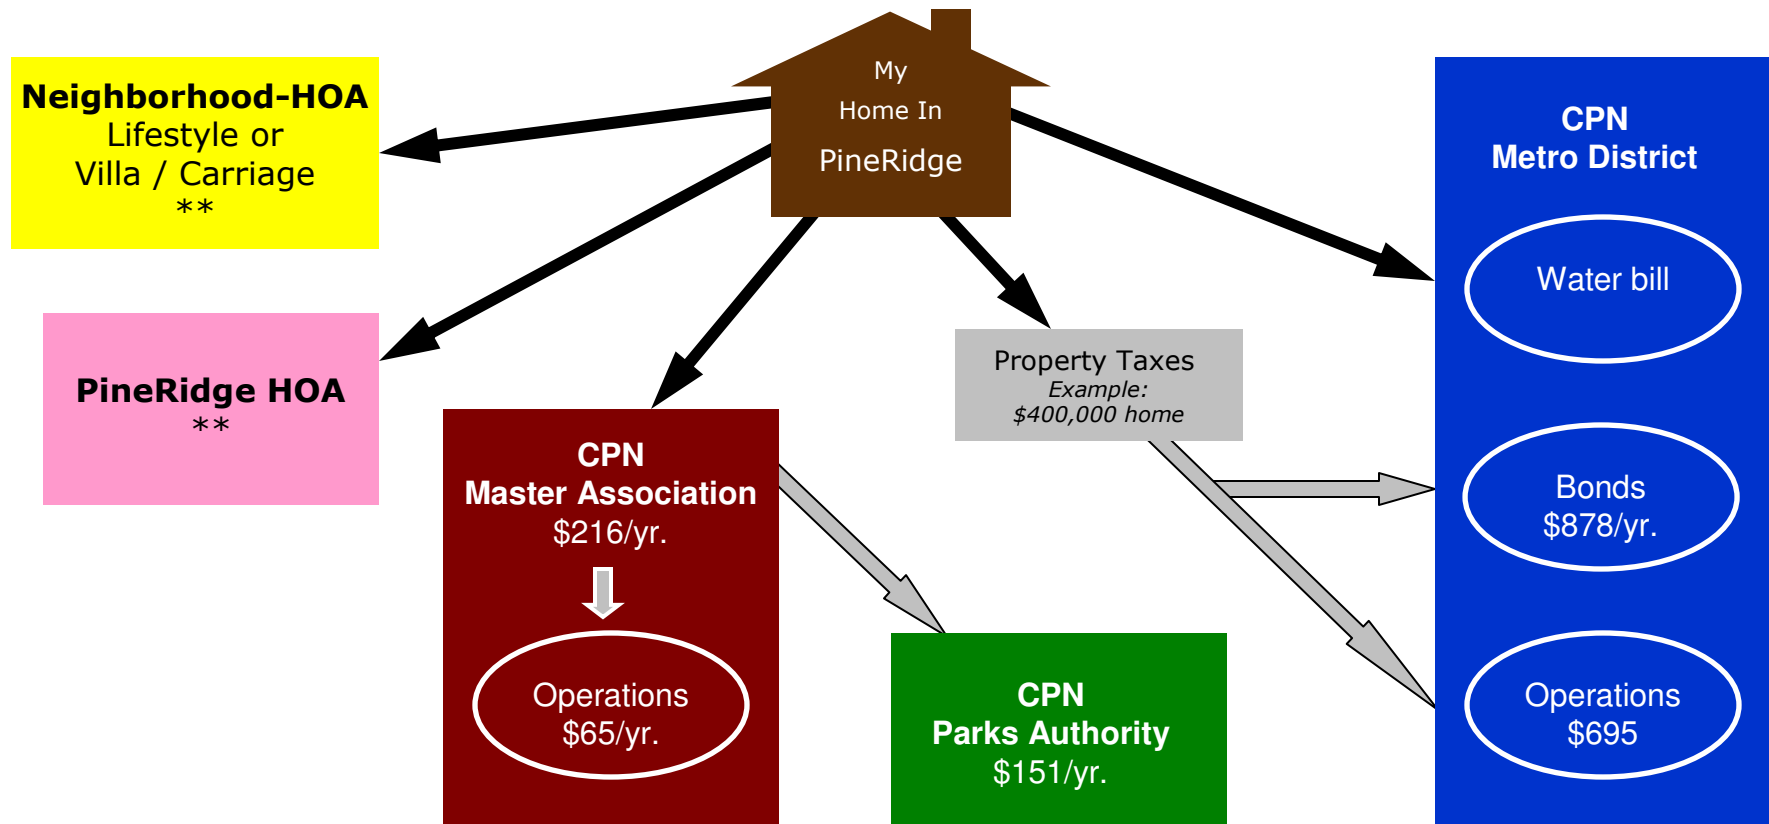 My
Home In
PineRidge
Neighborhood-HOA
Lifestyle or
Villa / Carriage
**
PineRidge HOA
**
CPN
Master Association
$216/yr.
Operations
$65/yr.
Property Taxes
Example:
$400,000 home
CPN
Parks Authority
$151/yr.
CPN
Metro District
Water bill
Bonds
$878/yr.
Operations
$695